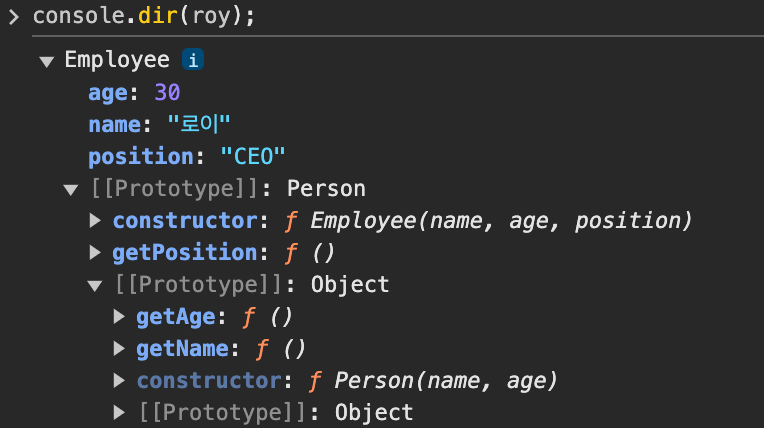 > console.dir(roy);
▼ Employee i
age: 30
name: "로이"
position: "CEO"
▼ [[Prototype]]: Person
▶ constructor: ƒ Employee(name, age, position)
▶ getPosition: ƒ ()
▼ [[Prototype]]: Object
▶ getAge: ƒ ()
▶ getName: ƒ ()
▶ constructor: ƒ Person(name, age)
▶ [[Prototype]]: Object